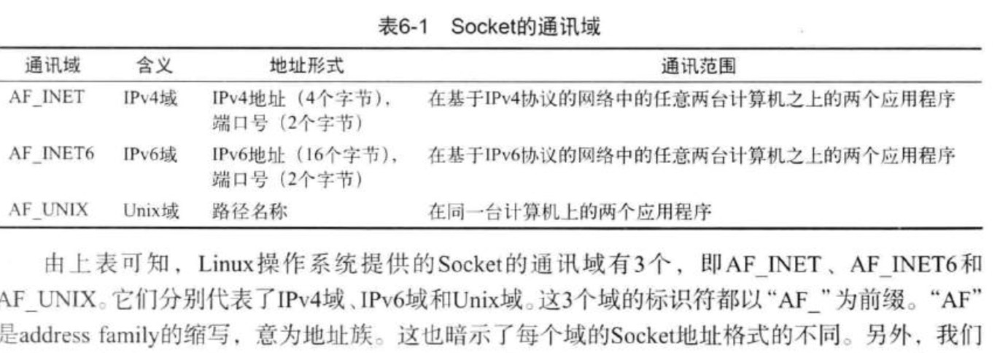 表6-1 Socket的通讯域
通讯域 含义 地址形式 通讯范围
AF_INET IPv4域 IPv4地址（4个字节）， 在基于IPv4协议的网络中的任意两台计算机之上的两个应用程序
端口号（2个字节）
AF_INET6 IPv6域 IPv6地址（16个字节）， 在基于IPv6协议的网络中的任意两台计算机之上的两个应用程序
端口号（2个字节）
AF_UNIX Unix域 路径名称 在同一台计算机上的两个应用程序
由上表可知，Linux操作系统提供的Socket的通讯域有3个，即AF_INET、AF_INET6和
AF_UNIX。它们分别代表了IPv4域、IPv6域和Unix域。这3个域的标识符都以“AF_”为前缀。“AF”
是address family的缩写，意为地址族。这也暗示了每个域的Socket地址格式的不同。另外，我们